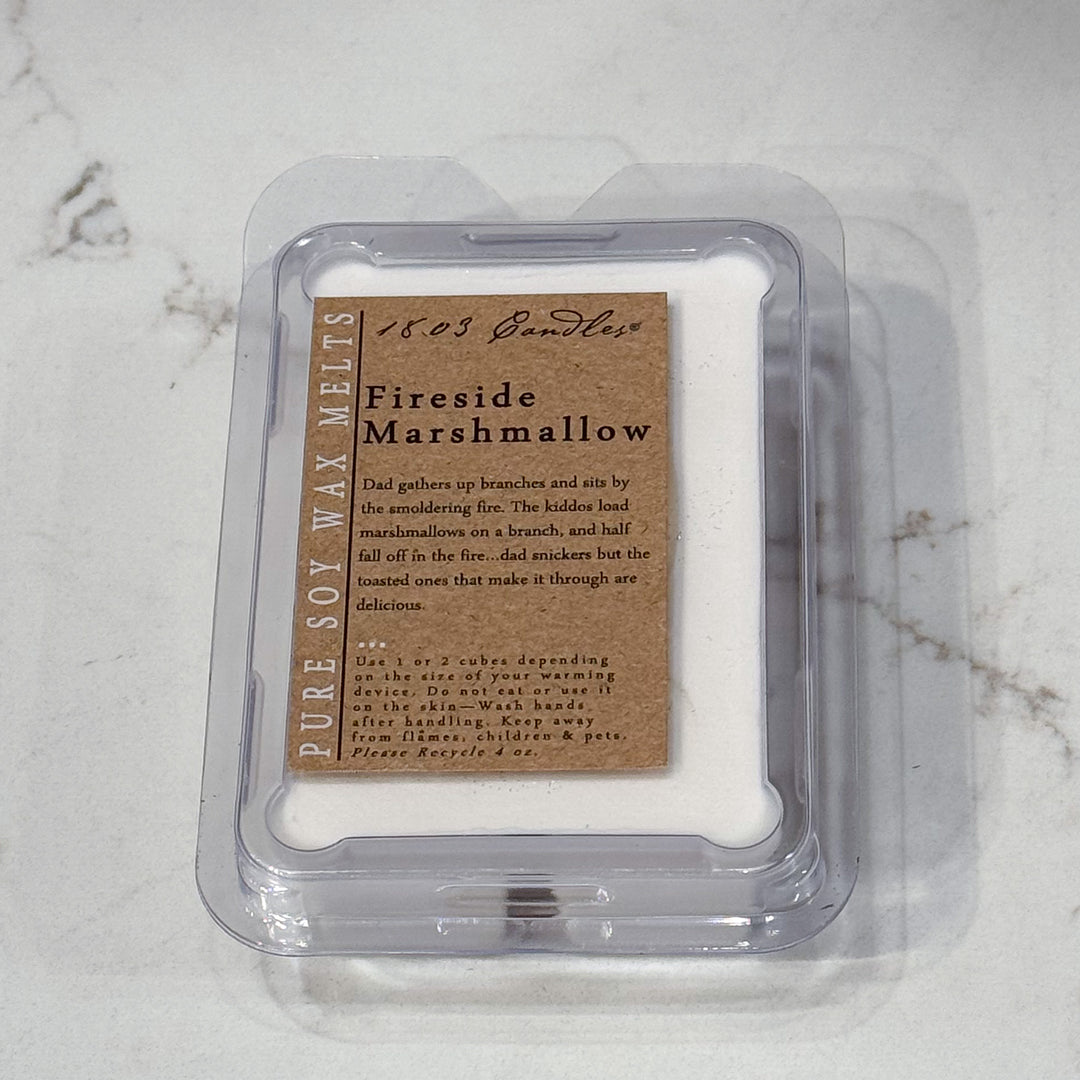 18.03 Candles®
PURE SOY WAX MELTS
Fireside
Marshmallow
Dad gathers up branches and sits by
the smoldering fire. The kiddos load
marshmallows on a branch, and half
fall off in the fire...dad snickers but the
toasted ones that make it through are
delicious.
...
Use 1 or 2 cubes depending
on the size of your warming
device. Do not eat or use it
on the skin—Wash hands
after handling. Keep away
from flames, children & pets.
Please Recycle 4 oz.